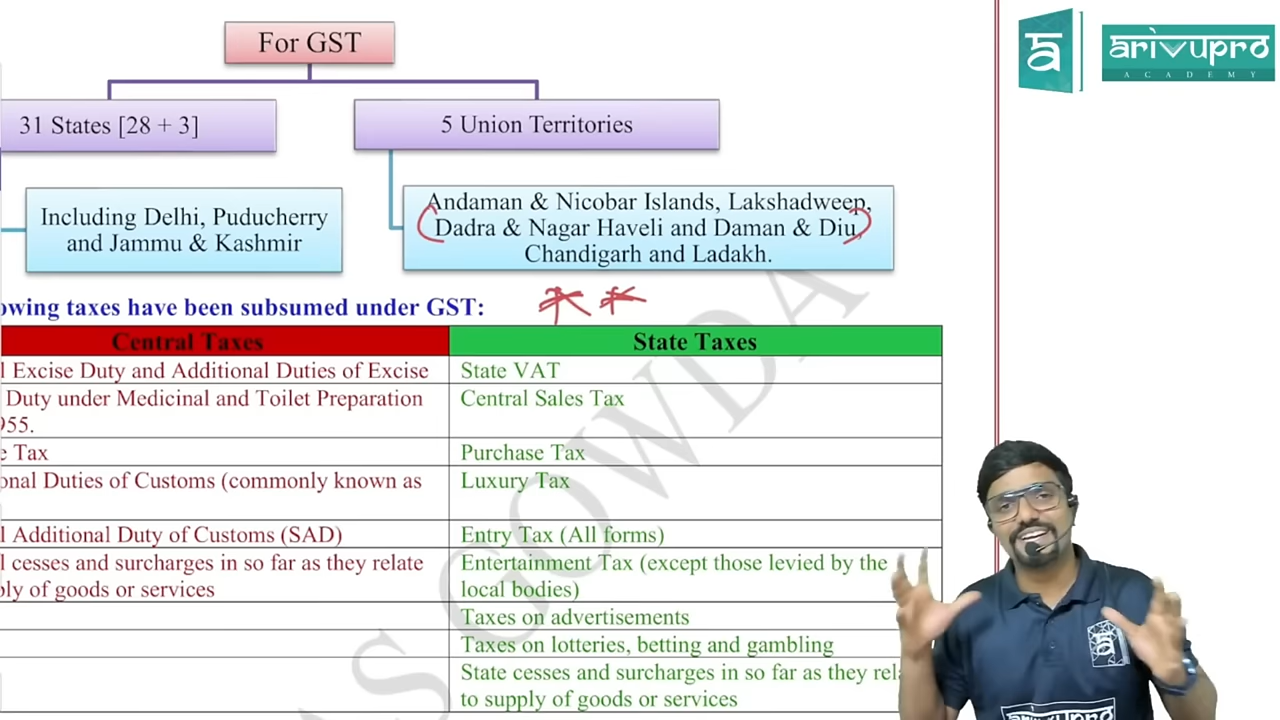 For GST
31 States [28 + 3]
5 Union Territories
Including Delhi, Puducherry
and Jammu & Kashmir
Andaman & Nicobar Islands, Lakshadweep,
Dadra & Nagar Haveli and Daman & Diu,
Chandigarh and Ladakh.
owing taxes have been subsumed under GST:
Central Taxes
State Taxes
l Excise Duty and Additional Duties of Excise
State VAT
Duty under Medicinal and Toilet Preparation
955.
Central Sales Tax
e Tax
Purchase Tax
onal Duties of Customs (commonly known as
Luxury Tax
l Additional Duty of Customs (SAD)
Entry Tax (All forms)
l cesses and surcharges in so far as they relate
ply of goods or services
Entertainment Tax (except those levied by the
local bodies)
Taxes on advertisements
Taxes on lotteries, betting and gambling
State cesses and surcharges in so far as they rel
to supply of goods or services
AS GOWDA
arivupro
ACADEMY